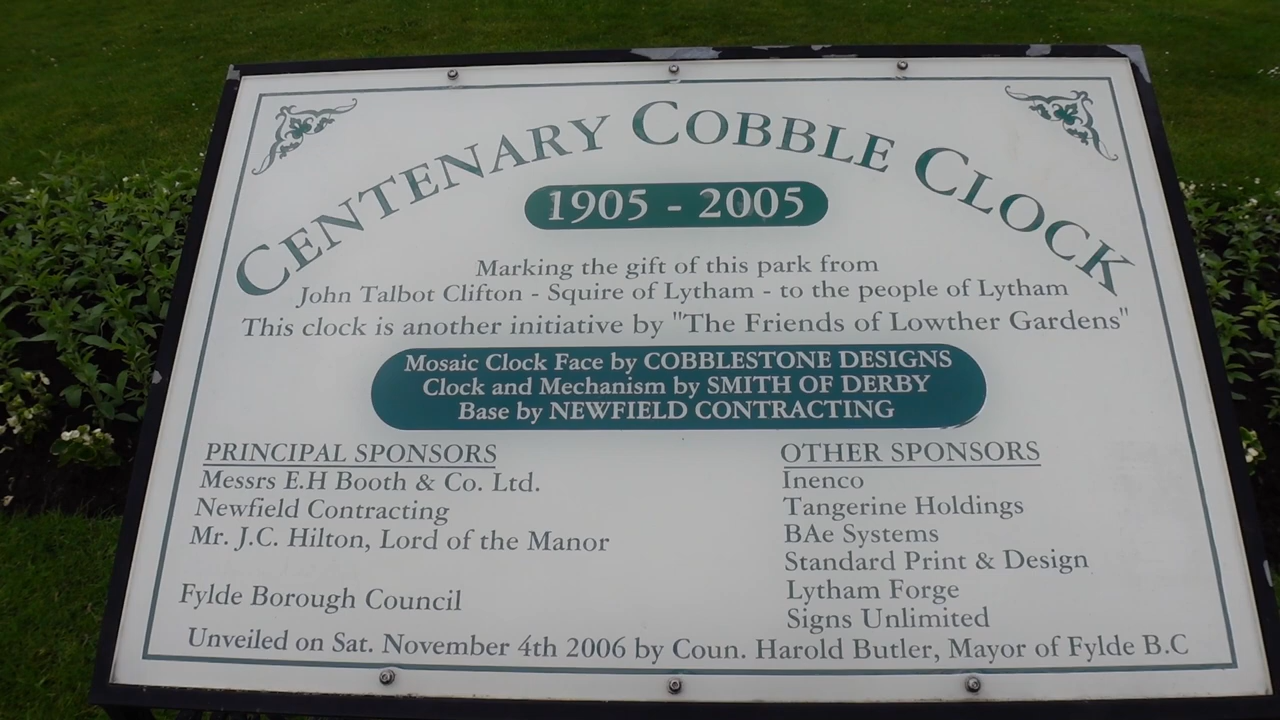 CENTENARY COBBLE CLOCK
1905 - 2005
Marking the gift of this park from
John Talbot Clifton - Squire of Lytham - to the people of Lytham
This clock is another initiative by "The Friends of Lowther Gardens"
Mosaic Clock Face by COBBLESTONE DESIGNS
Clock and Mechanism by SMITH OF DERBY
Base by NEWFIELD CONTRACTING
PRINCIPAL SPONSORS
Messrs E.H Booth & Co. Ltd.
Newfield Contracting
Mr. J.C. Hilton, Lord of the Manor
Fylde Borough Council
OTHER SPONSORS
Inenco
Tangerine Holdings
BAe Systems
Standard Print & Design
Lytham Forge
Signs Unlimited
Unveiled on Sat. November 4th 2006 by Coun. Harold Butler, Mayor of Fylde B.C